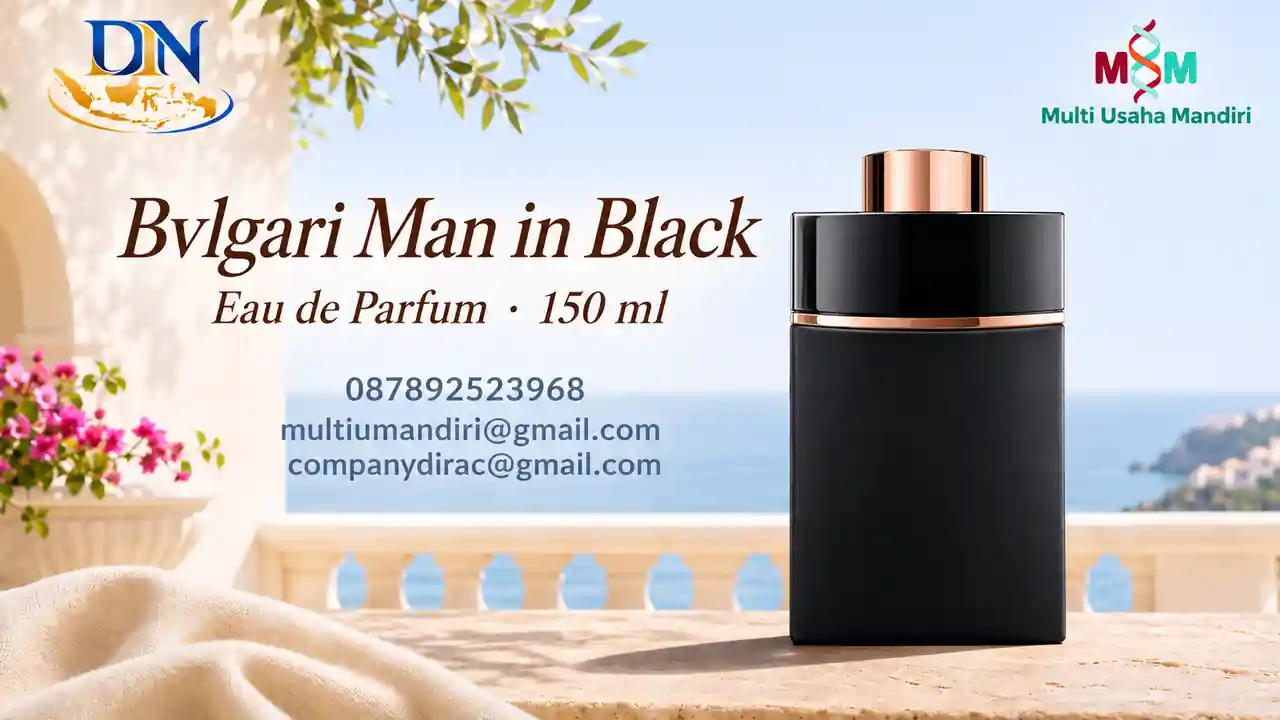 DN
MSM
Multi Usaha Mandiri
Bvlgari Man in Black
Eau de Parfum · 150 ml
087892523968
multiumandiri@gmail.com
companydirac@gmail.com